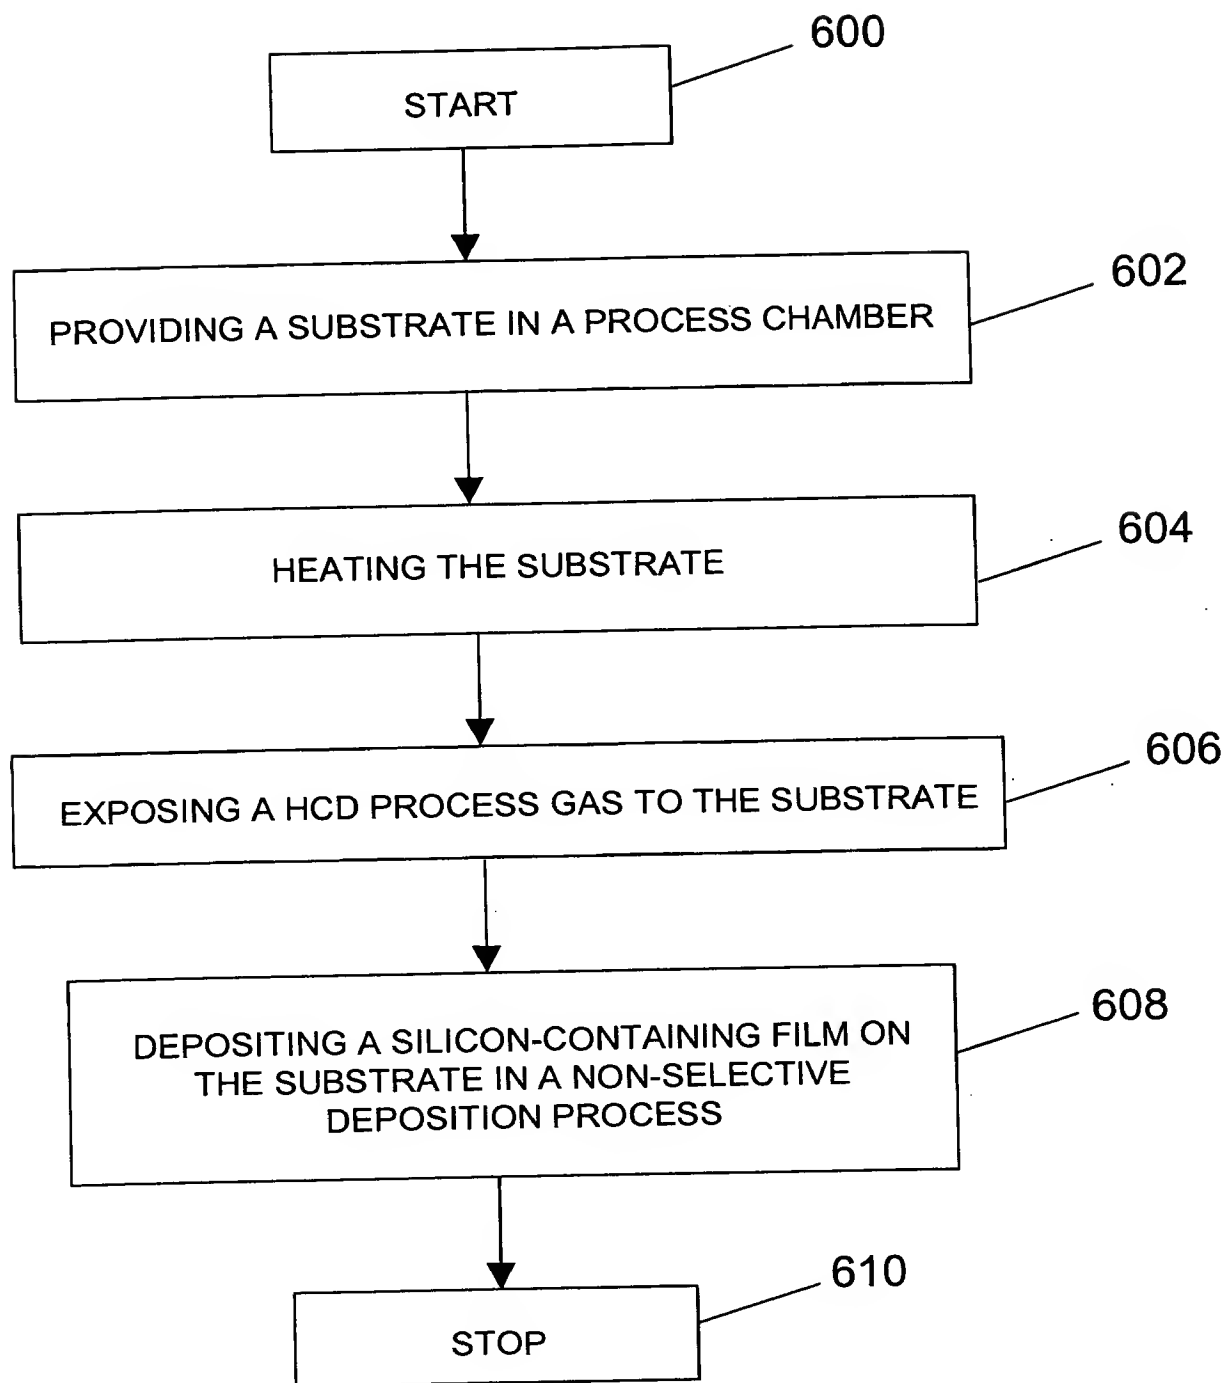 600
START
602
PROVIDING A SUBSTRATE IN A PROCESS CHAMBER
604
HEATING THE SUBSTRATE
606
EXPOSING A HCD PROCESS GAS TO THE SUBSTRATE
608
DEPOSITING A SILICON-CONTAINING FILM ON
THE SUBSTRATE IN A NON-SELECTIVE
DEPOSITION PROCESS
610
STOP